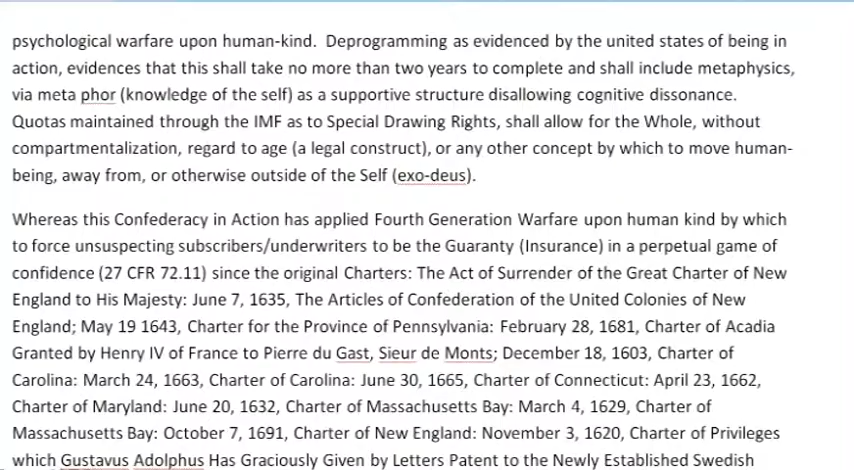 psychological warfare upon human-kind.  Deprogramming as evidenced by the united states of being in
action, evidences that this shall take no more than two years to complete and shall include metaphysics,
via meta phor (knowledge of the self) as a supportive structure disallowing cognitive dissonance.
Quotas maintained through the IMF as to Special Drawing Rights, shall allow for the Whole, without
compartmentalization, regard to age (a legal construct), or any other concept by which to move human-
being, away from, or otherwise outside of the Self (exo-deus).
Whereas this Confederacy in Action has applied Fourth Generation Warfare upon human kind by which
to force unsuspecting subscribers/underwriters to be the Guaranty (Insurance) in a perpetual game of
confidence (27 CFR 72.11) since the original Charters: The Act of Surrender of the Great Charter of New
England to His Majesty: June 7, 1635, The Articles of Confederation of the United Colonies of New
England; May 19 1643, Charter for the Province of Pennsylvania: February 28, 1681, Charter of Acadia
Granted by Henry IV of France to Pierre du Gast, Sieur de Monts; December 18, 1603, Charter of
Carolina: March 24, 1663, Charter of Carolina: June 30, 1665, Charter of Connecticut: April 23, 1662,
Charter of Maryland: June 20, 1632, Charter of Massachusetts Bay: March 4, 1629, Charter of
Massachusetts Bay: October 7, 1691, Charter of New England: November 3, 1620, Charter of Privileges
which Gustavus Adolphus Has Graciously Given by Letters Patent to the Newly Established Swedish